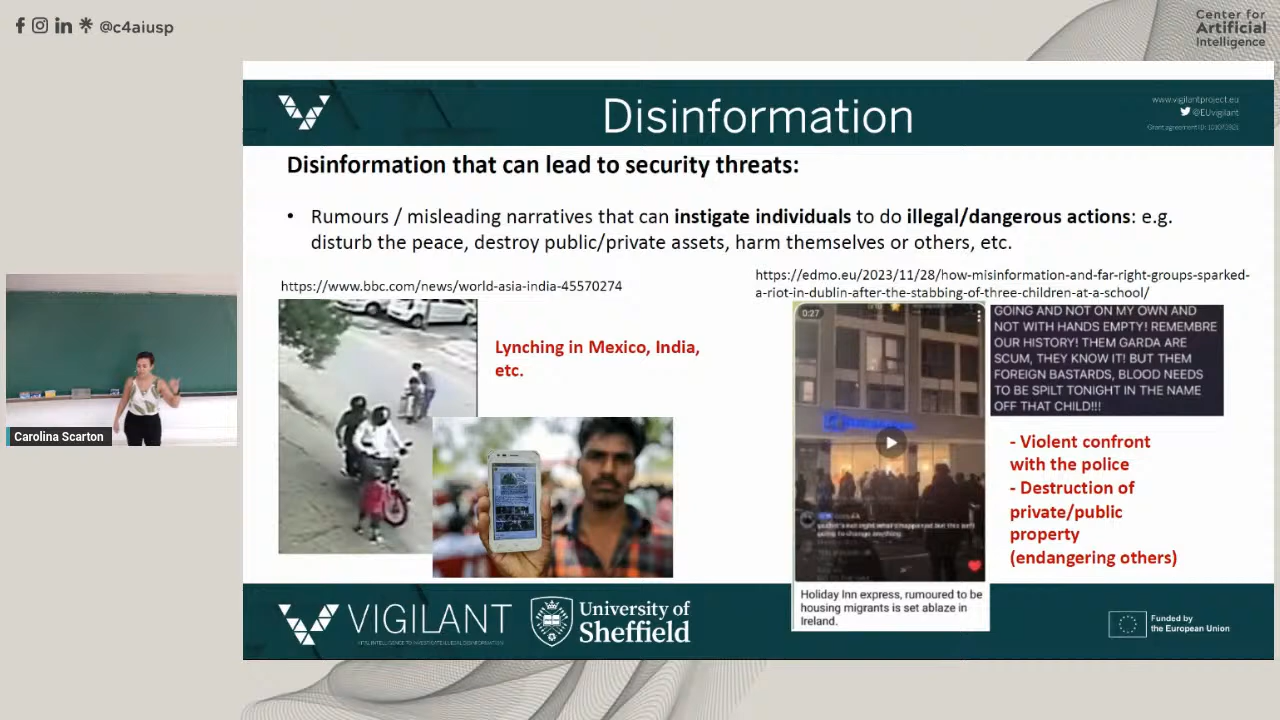 @c4aiusp
Center for
Artificial
Intelligence
Disinformation
www.vigilantproject.eu
@EUvigilant
Disinformation that can lead to security threats:
• Rumours / misleading narratives that can instigate individuals to do illegal/dangerous actions: e.g.
disturb the peace, destroy public/private assets, harm themselves or others, etc.
https://www.bbc.com/news/world-asia-india-45570274
https://edmo.eu/2023/11/28/how-misinformation-and-far-right-groups-sparked-
a-riot-in-dublin-after-the-stabbing-of-three-children-at-a-school/
Lynching in Mexico, India,
etc.
0:27
GOING AND NOT ON MY OWN AND
NOT WITH HANDS EMPTY! REMEMBRE
OUR HISTORY! THEM GARDA ARE
SCUM, THEY KNOW IT! BUT THEM
FOREIGN BASTARDS, BLOOD NEEDS
TO BE SPILT TONIGHT IN THE NAME
OFF THAT CHILD!!!
- Violent confront
with the police
- Destruction of
private/public
property
(endangering others)
Holiday Inn express, rumoured to be
housing migrants is set ablaze in
Ireland.
Carolina Scarton
VIGILANT
University of
Sheffield
Funded by
the European Union